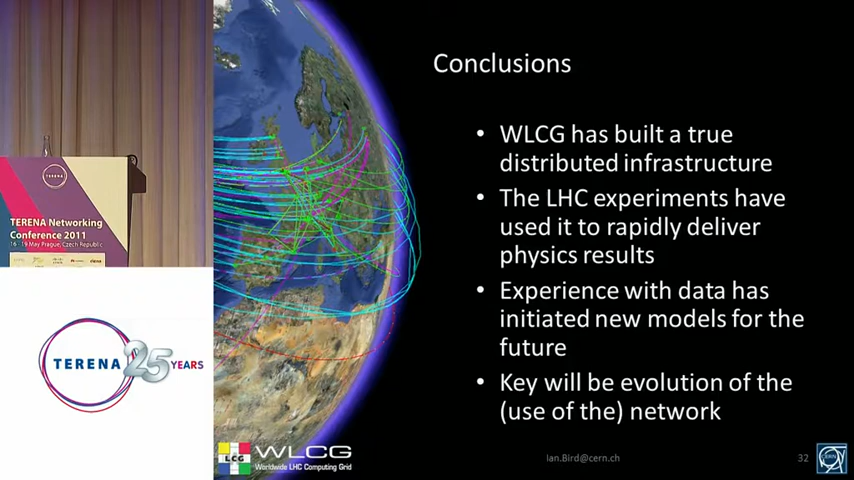 TERENA
TERENA Networking
Conference 2011
16 - 19 May Prague, Czech Republic
TERENA 25 YEARS
Conclusions
• WLCG has built a true
distributed infrastructure
• The LHC experiments have
used it to rapidly deliver
physics results
• Experience with data has
initiated new models for the
future
• Key will be evolution of the
(use of the) network
LCG
WLCG
Worldwide LHC Computing Grid
Ian.Bird@cern.ch
32
CERN